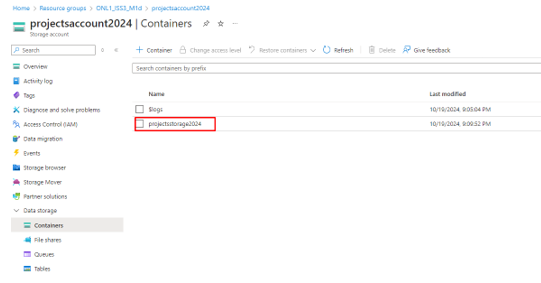 Home > Resource groups > ONL1_ISS3_M1d > projectsaccount2024
projectsaccount2024 | Containers
Storage account
Search
Container Change access level Restore containers Refresh Delete Give feedback
Search containers by prefix
Overview
Activity log
Tags
Diagnose and solve problems
Access Control (IAM)
Data migration
Events
Storage browser
Storage Mover
Partner solutions
Data storage
Containers
File shares
Queues
Tables
Name Last modified
$logs 10/19/2024, 9:05:04 PM
projectsstorage2024 10/19/2024, 9:09:52 PM